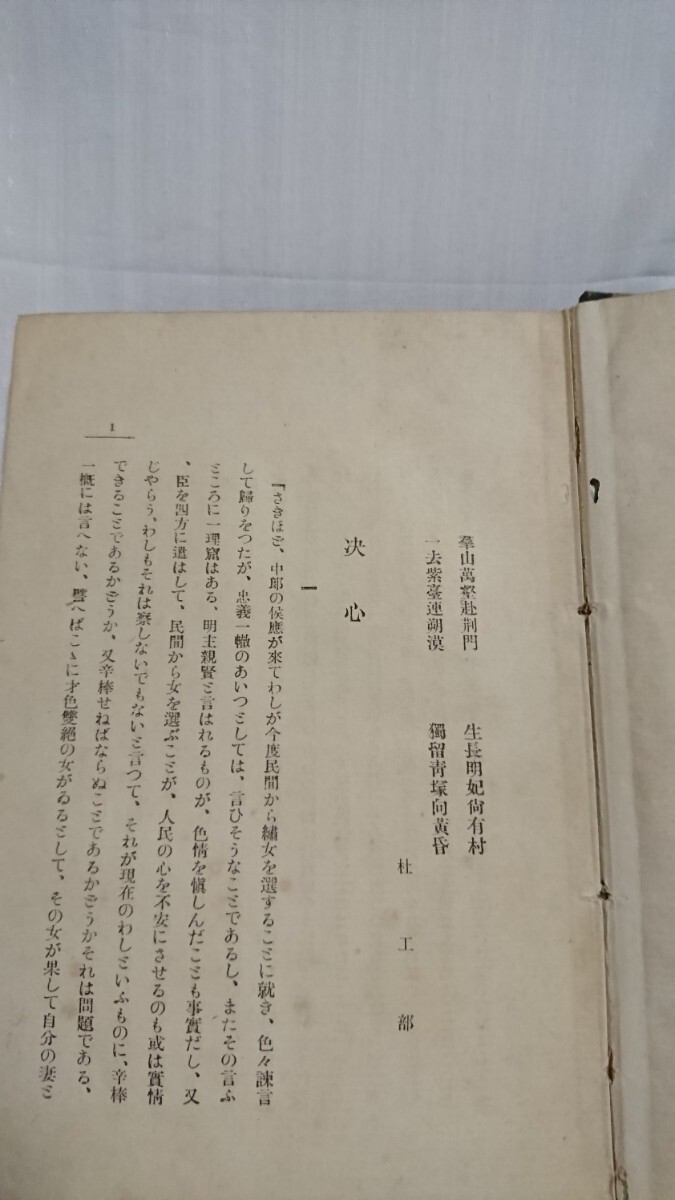 羣山萬壑赴荆門　生長明妃尙有村
一去紫臺連朔漠　獨留靑塚向黃昏
杜工部
决心
一
『さきほど、中郎の侯應が來てわしが今度民間から繡女を選することに就き、色々諫言
して歸りをつたが、忠義一轍のあいつとしては、言ひそうなことであるし、またその言ふ
ところに一理窟はある、明主親賢と言はれるものが、色情を愼しんだことも事實だし、又
、臣を四方に遣はして、民間から女を選ぶことが、人民の心を不安にさせるのも或は實情
じやらう、わしもそれは察しないでもないと言つて、それが現在のわしといふものに、辛棒
できることであるかどうか、又辛棒せねばならぬことであるかどうかそれは問題である、
一槪には言へない、譬へばこゝに才色雙絕の女がゐるとして、その女が果して自分の妻と
1